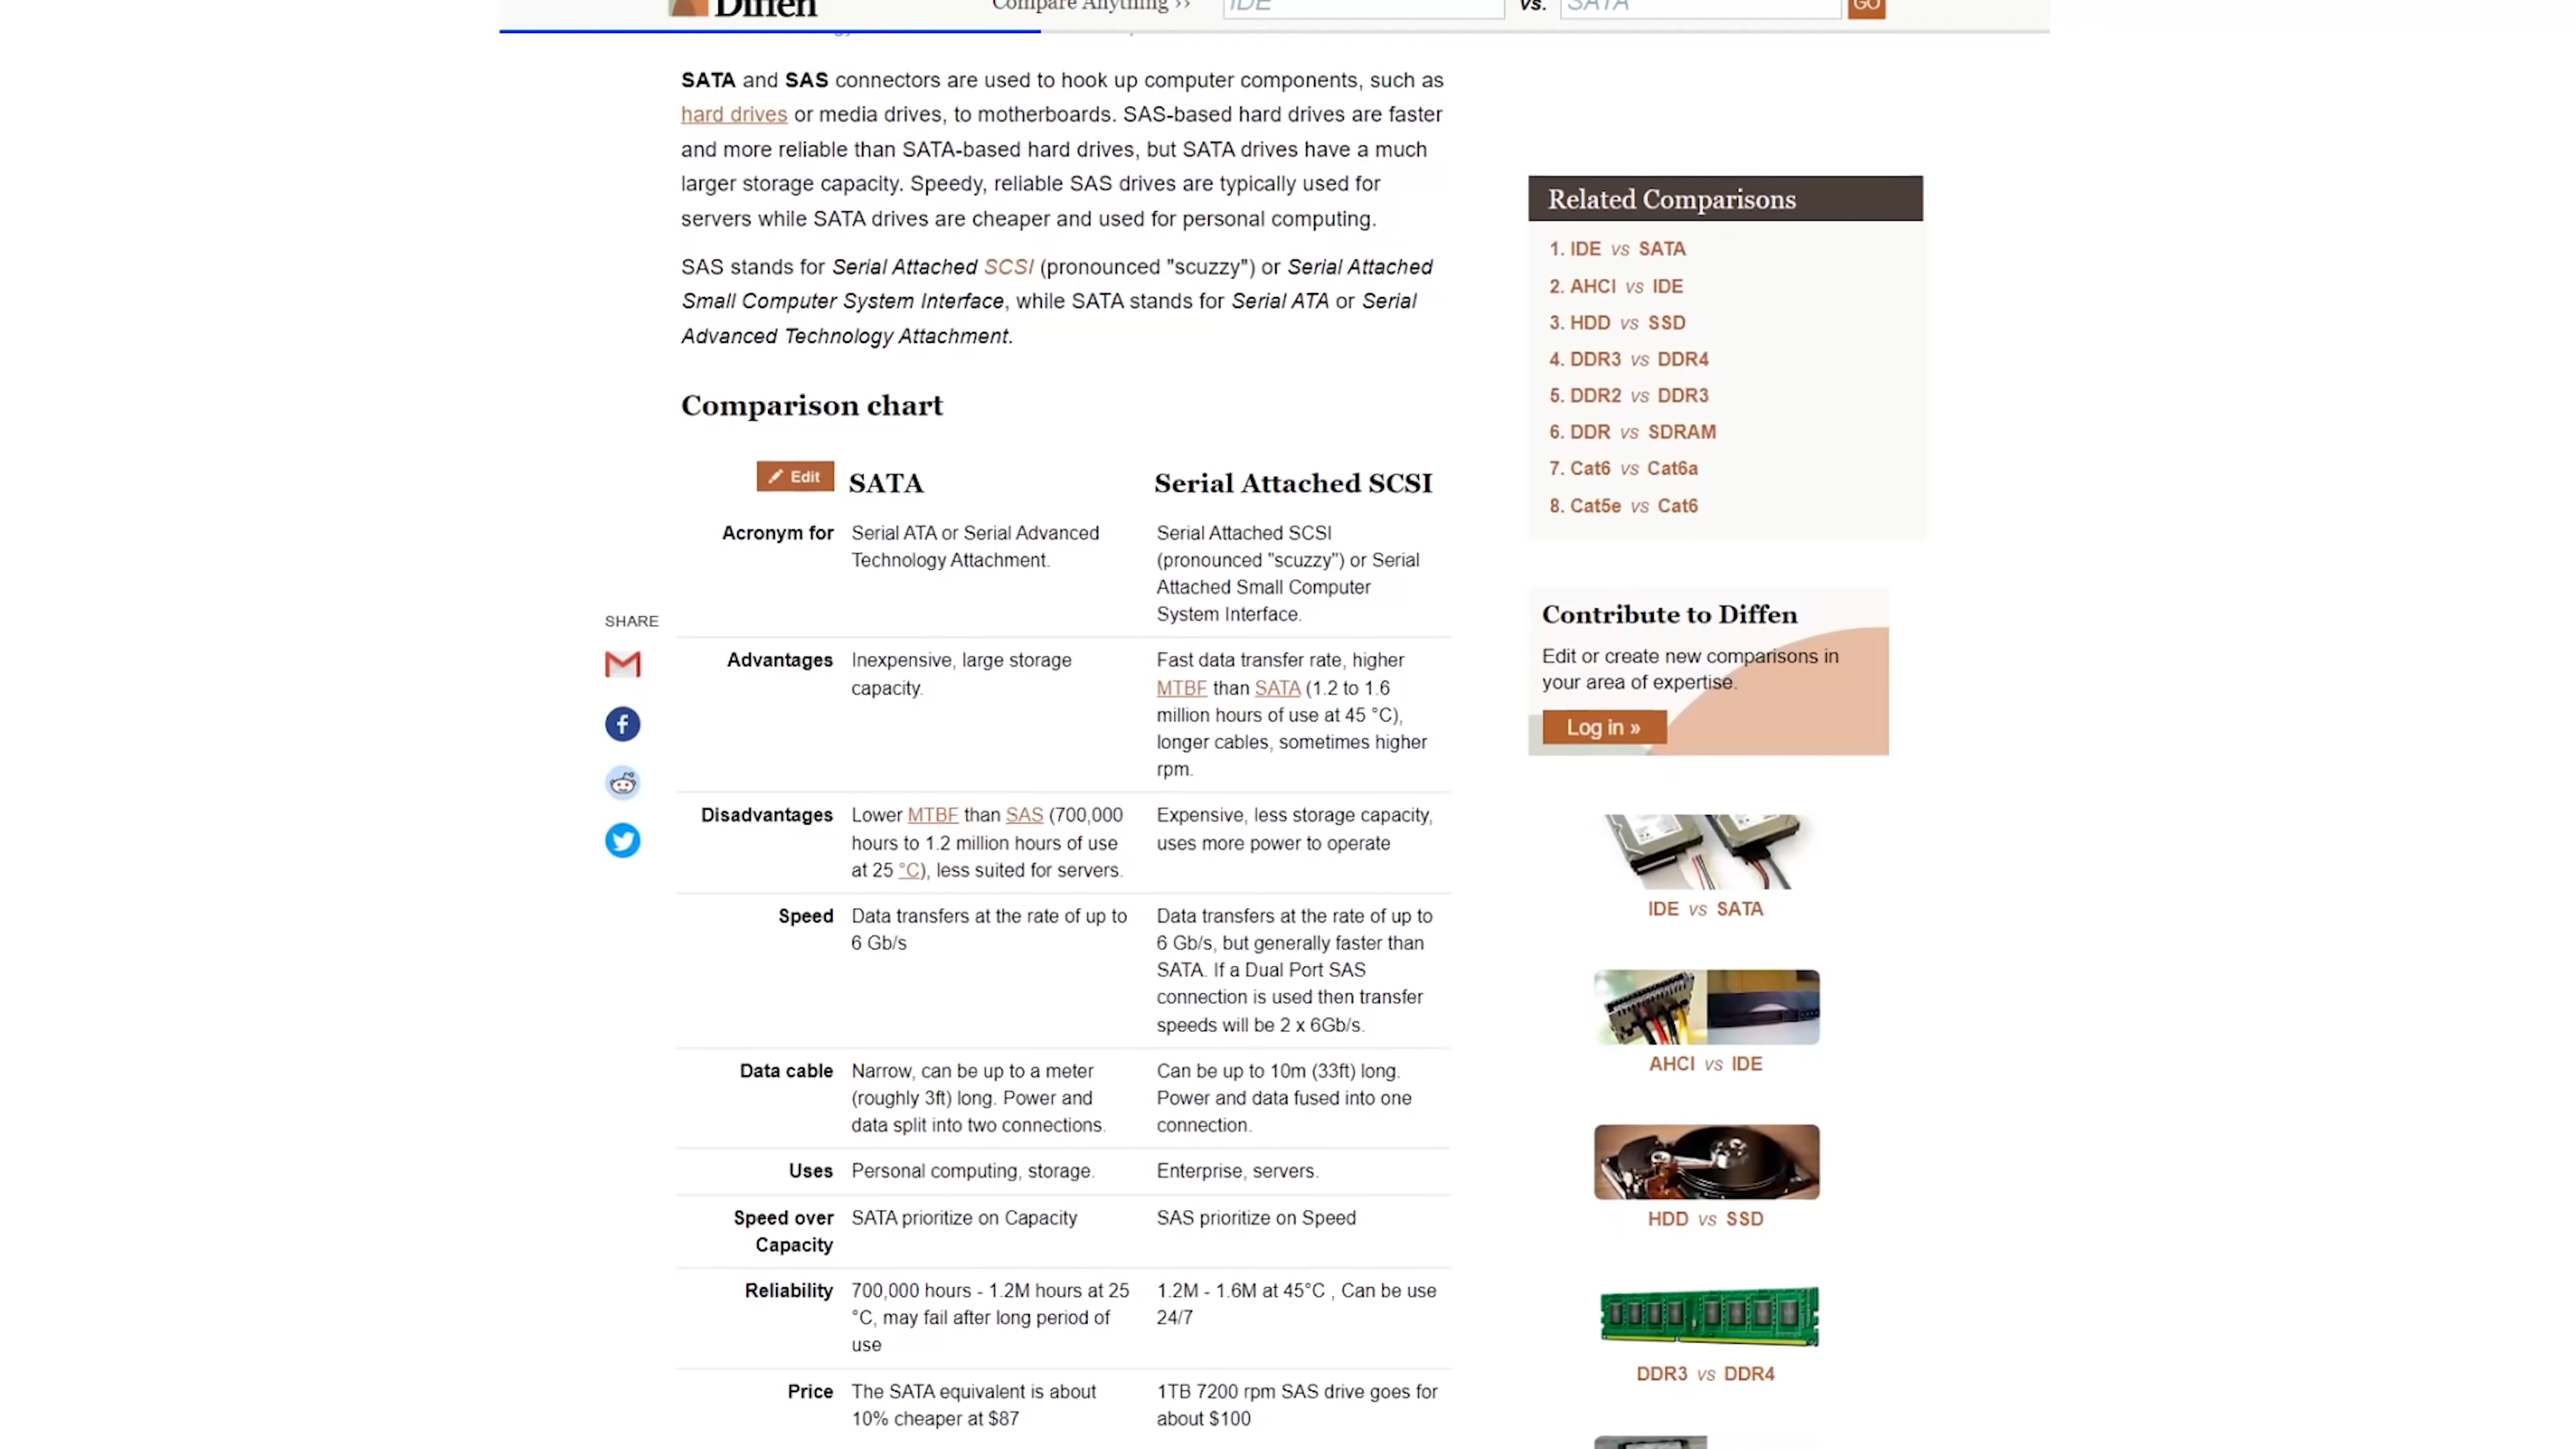 Diffen
Compare Anything ››
IDE
vs.
SATA
GO
SATA and SAS connectors are used to hook up computer components, such as
hard drives or media drives, to motherboards. SAS-based hard drives are faster
and more reliable than SATA-based hard drives, but SATA drives have a much
larger storage capacity. Speedy, reliable SAS drives are typically used for
servers while SATA drives are cheaper and used for personal computing.
SAS stands for Serial Attached SCSI (pronounced "scuzzy") or Serial Attached
Small Computer System Interface, while SATA stands for Serial ATA or Serial
Advanced Technology Attachment.
Comparison chart
Edit
SATA
Serial Attached SCSI
Acronym for
Serial ATA or Serial Advanced
Technology Attachment.
Serial Attached SCSI
(pronounced "scuzzy") or Serial
Attached Small Computer
System Interface.
Advantages
Inexpensive, large storage
capacity.
Fast data transfer rate, higher
MTBF than SATA (1.2 to 1.6
million hours of use at 45 °C),
longer cables, sometimes higher
rpm.
Disadvantages
Lower MTBF than SAS (700,000
hours to 1.2 million hours of use
at 25 °C), less suited for servers.
Expensive, less storage capacity,
uses more power to operate
Speed
Data transfers at the rate of up to
6 Gb/s
Data transfers at the rate of up to
6 Gb/s, but generally faster than
SATA. If a Dual Port SAS
connection is used then transfer
speeds will be 2 x 6Gb/s.
Data cable
Narrow, can be up to a meter
(roughly 3ft) long. Power and
data split into two connections.
Can be up to 10m (33ft) long.
Power and data fused into one
connection.
Uses
Personal computing, storage.
Enterprise, servers.
Speed over
Capacity
SATA prioritize on Capacity
SAS prioritize on Speed
Reliability
700,000 hours - 1.2M hours at 25
°C, may fail after long period of
use
1.2M - 1.6M at 45°C , Can be use
24/7
Price
The SATA equivalent is about
10% cheaper at $87
1TB 7200 rpm SAS drive goes for
about $100
SHARE
Related Comparisons
1. IDE vs SATA
2. AHCI vs IDE
3. HDD vs SSD
4. DDR3 vs DDR4
5. DDR2 vs DDR3
6. DDR vs SDRAM
7. Cat6 vs Cat6a
8. Cat5e vs Cat6
Contribute to Diffen
Edit or create new comparisons in
your area of expertise.
Log in »
IDE vs SATA
AHCI vs IDE
HDD vs SSD
DDR3 vs DDR4